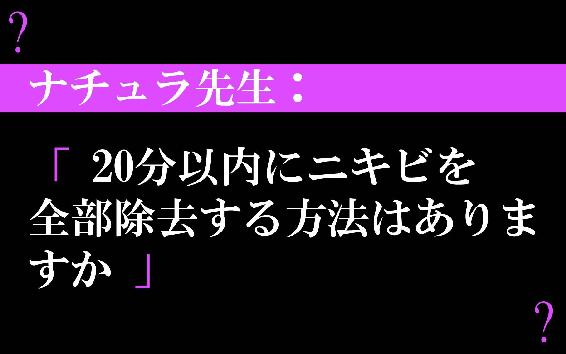 ?
ナチュラ先生：
「 20分以内にニキビを
全部除去する方法はありま
すか 」
?